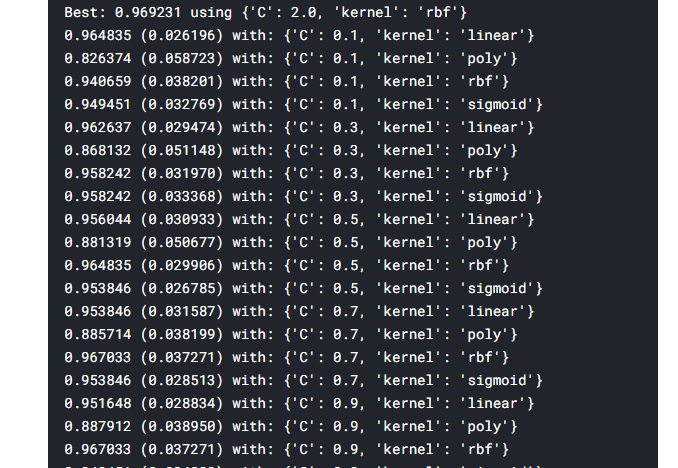 Best: 0.969231 using {'C': 2.0, 'kernel': 'rbf'}
0.964835 (0.026196) with: {'C': 0.1, 'kernel': 'linear'}
0.826374 (0.058723) with: {'C': 0.1, 'kernel': 'poly'}
0.940659 (0.038201) with: {'C': 0.1, 'kernel': 'rbf'}
0.949451 (0.032769) with: {'C': 0.1, 'kernel': 'sigmoid'}
0.962637 (0.029474) with: {'C': 0.3, 'kernel': 'linear'}
0.868132 (0.051148) with: {'C': 0.3, 'kernel': 'poly'}
0.958242 (0.031970) with: {'C': 0.3, 'kernel': 'rbf'}
0.958242 (0.033368) with: {'C': 0.3, 'kernel': 'sigmoid'}
0.956044 (0.030933) with: {'C': 0.5, 'kernel': 'linear'}
0.881319 (0.050677) with: {'C': 0.5, 'kernel': 'poly'}
0.964835 (0.029906) with: {'C': 0.5, 'kernel': 'rbf'}
0.953846 (0.026785) with: {'C': 0.5, 'kernel': 'sigmoid'}
0.953846 (0.031587) with: {'C': 0.7, 'kernel': 'linear'}
0.885714 (0.038199) with: {'C': 0.7, 'kernel': 'poly'}
0.967033 (0.037271) with: {'C': 0.7, 'kernel': 'rbf'}
0.953846 (0.028513) with: {'C': 0.7, 'kernel': 'sigmoid'}
0.951648 (0.028834) with: {'C': 0.9, 'kernel': 'linear'}
0.887912 (0.038950) with: {'C': 0.9, 'kernel': 'poly'}
0.967033 (0.037271) with: {'C': 0.9, 'kernel': 'rbf'}